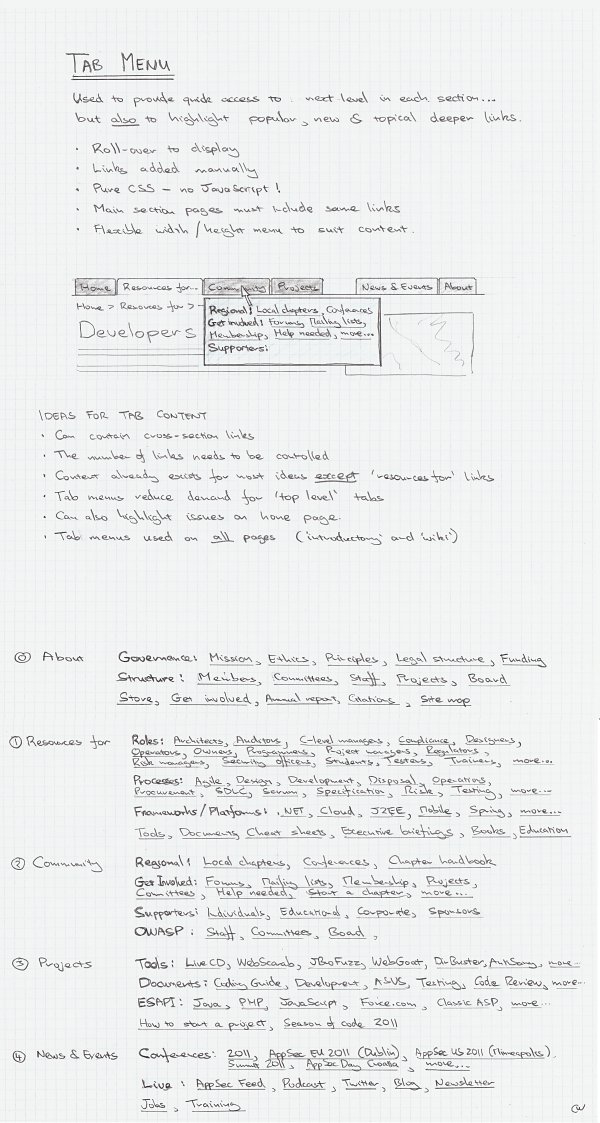 TAB MENU
Used to provide quick access to : next level in each section...
but also to highlight popular, new & topical deeper links.
· Roll-over to display
· Links added manually
· Pure CSS – no JavaScript!
· Main section pages must include same links
· Flexible width/height menu to suit content.
Home Resources for... Community Projects News & Events About
Home > Resources for >
Developers
Regional: Local chapters, Conferences
Get Involved: Forums, Mailing lists,
Membership, Help needed, more...
Supporters:
IDEAS FOR TAB CONTENT
· Can contain cross-section links
· The number of links needs to be controlled
· Content already exists for most ideas except 'resources for' links
· Tab menus reduce demand for 'top level' tabs
· Can also highlight issues on home page.
· Tab menus used on all pages ('introductory' and 'wiki')
⓪ About Governance: Mission, Ethics, Principles, Legal structure, Funding
Structure: Members, Committees, Staff, Projects, Board
Store, Get involved, Annual report, Citations, Site map
① Resources for Roles: Architects, Auditors, C-level managers, Compliance, Designers,
Operators, Owners, Programmers, Project managers, Regulators,
Risk managers, Security officers, Students, Testers, Trainers, more...
Processes: Agile, Design, Development, Disposal, Operations,
Procurement, SDLC, Scrum, Specification, Risk, Testing, more...
Frameworks/Platforms: .NET, Cloud, J2EE, Mobile, Spring, more...
Tools, Documents, Cheat sheets, Executive briefings, Books, Education
② Community Regional: Local chapters, Conferences, Chapter handbook
Get Involved: Forums, Mailing lists, Membership, Projects,
Committees, Help needed, Start a chapter, more...
Supporters: Individuals, Educational, Corporate, Sponsors
OWASP: Staff, Committees, Board,
③ Projects Tools: Live CD, WebScarab, JBroFuzz, WebGoat, DirBuster, AntiSamy, more...
Documents: Coding Guide, Development, ASVS, Testing, Code Review, more...
ESAPI: Java, PHP, JavaScript, Force.com, Classic ASP, more...
How to start a project, Season of code 2011
④ News & Events Conferences: 2011, AppSec EU 2011 (Dublin), AppSec US 2011 (Minneapolis),
Summit 2011, AppSec Day Croatia, more...
Live: AppSec Feed, Podcast, Twitter, Blog, Newsletter
Jobs, Training